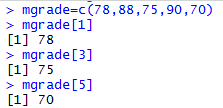 > mgrade=c(78,88,75,90,70)
> mgrade[1]
[1] 78
> mgrade[3]
[1] 75
> mgrade[5]
[1] 70